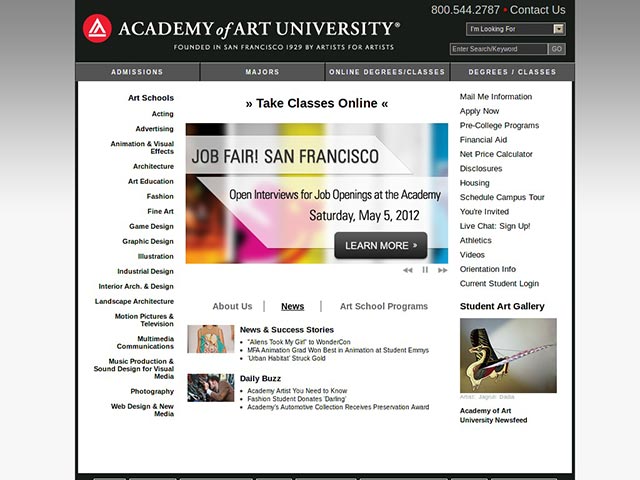 800.544.2787 Contact Us
ACADEMY of ART UNIVERSITY®
FOUNDED IN SAN FRANCISCO 1929 BY ARTISTS FOR ARTISTS
I'm Looking For
Enter Search/Keyword GO
ADMISSIONS
MAJORS
ONLINE DEGREES/CLASSES
DEGREES / CLASSES
Art Schools
Acting
Advertising
Animation & Visual
Effects
Architecture
Art Education
Fashion
Fine Art
Game Design
Graphic Design
Illustration
Industrial Design
Interior Arch. & Design
Landscape Architecture
Motion Pictures &
Television
Multimedia
Communications
Music Production &
Sound Design for Visual
Media
Photography
Web Design & New
Media
» Take Classes Online «
JOB FAIR! SAN FRANCISCO
Open Interviews for Job Openings at the Academy
Saturday, May 5, 2012
LEARN MORE »
About Us
News
Art School Programs
News & Success Stories
"Aliens Took My Girl" to WonderCon
MFA Animation Grad Won Best in Animation at Student Emmys
'Urban Habitat' Struck Gold
Daily Buzz
Academy Artist You Need to Know
Fashion Student Donates 'Darling'
Academy's Automotive Collection Receives Preservation Award
Mail Me Information
Apply Now
Pre-College Programs
Financial Aid
Net Price Calculator
Disclosures
Housing
Schedule Campus Tour
You're Invited
Live Chat: Sign Up!
Athletics
Videos
Orientation Info
Current Student Login
Student Art Gallery
Artist: Jagrut Dadia
Academy of Art
University Newsfeed